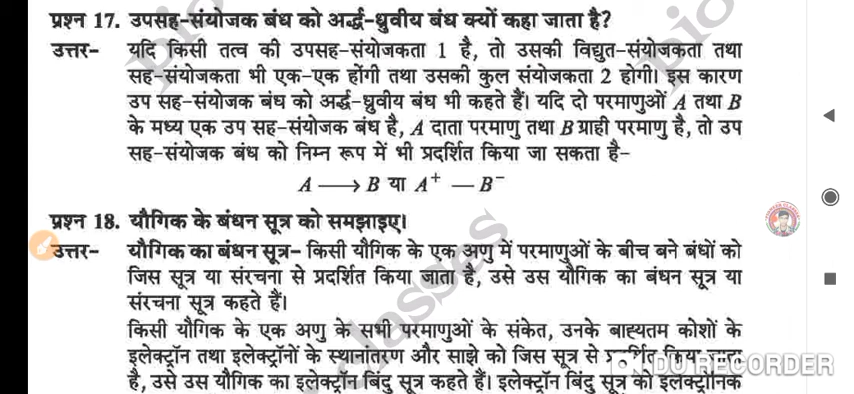 प्रश्न 17. उपसह-संयोजक बंध को अर्द्ध-ध्रुवीय बंध क्यों कहा जाता है?
उत्तर- यदि किसी तत्व की उपसह-संयोजकता 1 है, तो उसकी विद्युत-संयोजकता तथा
सह-संयोजकता भी एक-एक होंगी तथा उसकी कुल संयोजकता 2 होगी। इस कारण
उप सह-संयोजक बंध को अर्द्ध-ध्रुवीय बंध भी कहते हैं। यदि दो परमाणुओं A तथा B
के मध्य एक उप सह-संयोजक बंध है, A दाता परमाणु तथा B ग्राही परमाणु है, तो उप
सह-संयोजक बंध को निम्न रूप में भी प्रदर्शित किया जा सकता है-
A ⟶ B या A⁺ — B⁻
प्रश्न 18. यौगिक के बंधन सूत्र को समझाइए।
उत्तर- यौगिक का बंधन सूत्र- किसी यौगिक के एक अणु में परमाणुओं के बीच बने बंधों को
जिस सूत्र या संरचना से प्रदर्शित किया जाता है, उसे उस यौगिक का बंधन सूत्र या
संरचना सूत्र कहते हैं।
किसी यौगिक के एक अणु के सभी परमाणुओं के संकेत, उनके बाह्यतम कोशों के
इलेक्ट्रॉन तथा इलेक्ट्रॉनों के स्थानांतरण और साझे को जिस सूत्र से प्रदर्शित किया जाता
है, उसे उस यौगिक का इलेक्ट्रॉन बिंदु सूत्र कहते हैं। इलेक्ट्रॉन बिंदु सूत्र को इलेक्ट्रॉनिक
DU RECORDER
classes